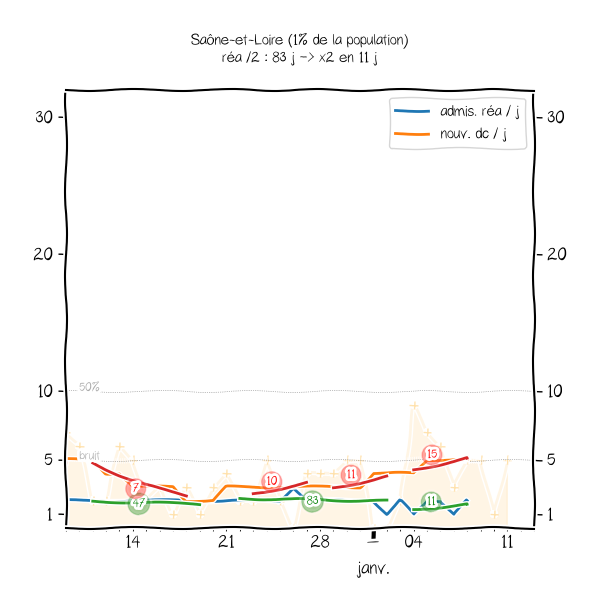 Saône-et-Loire (1% de la population)
réa /2 : 83 j -> x2 en 11 j
admis. réa / j
nouv. dc / j
30 30
20 20
10 10
50%
5 5
bruit
15
11
10
7
47
83
11
1 1
14 21 28 04 11
janv.